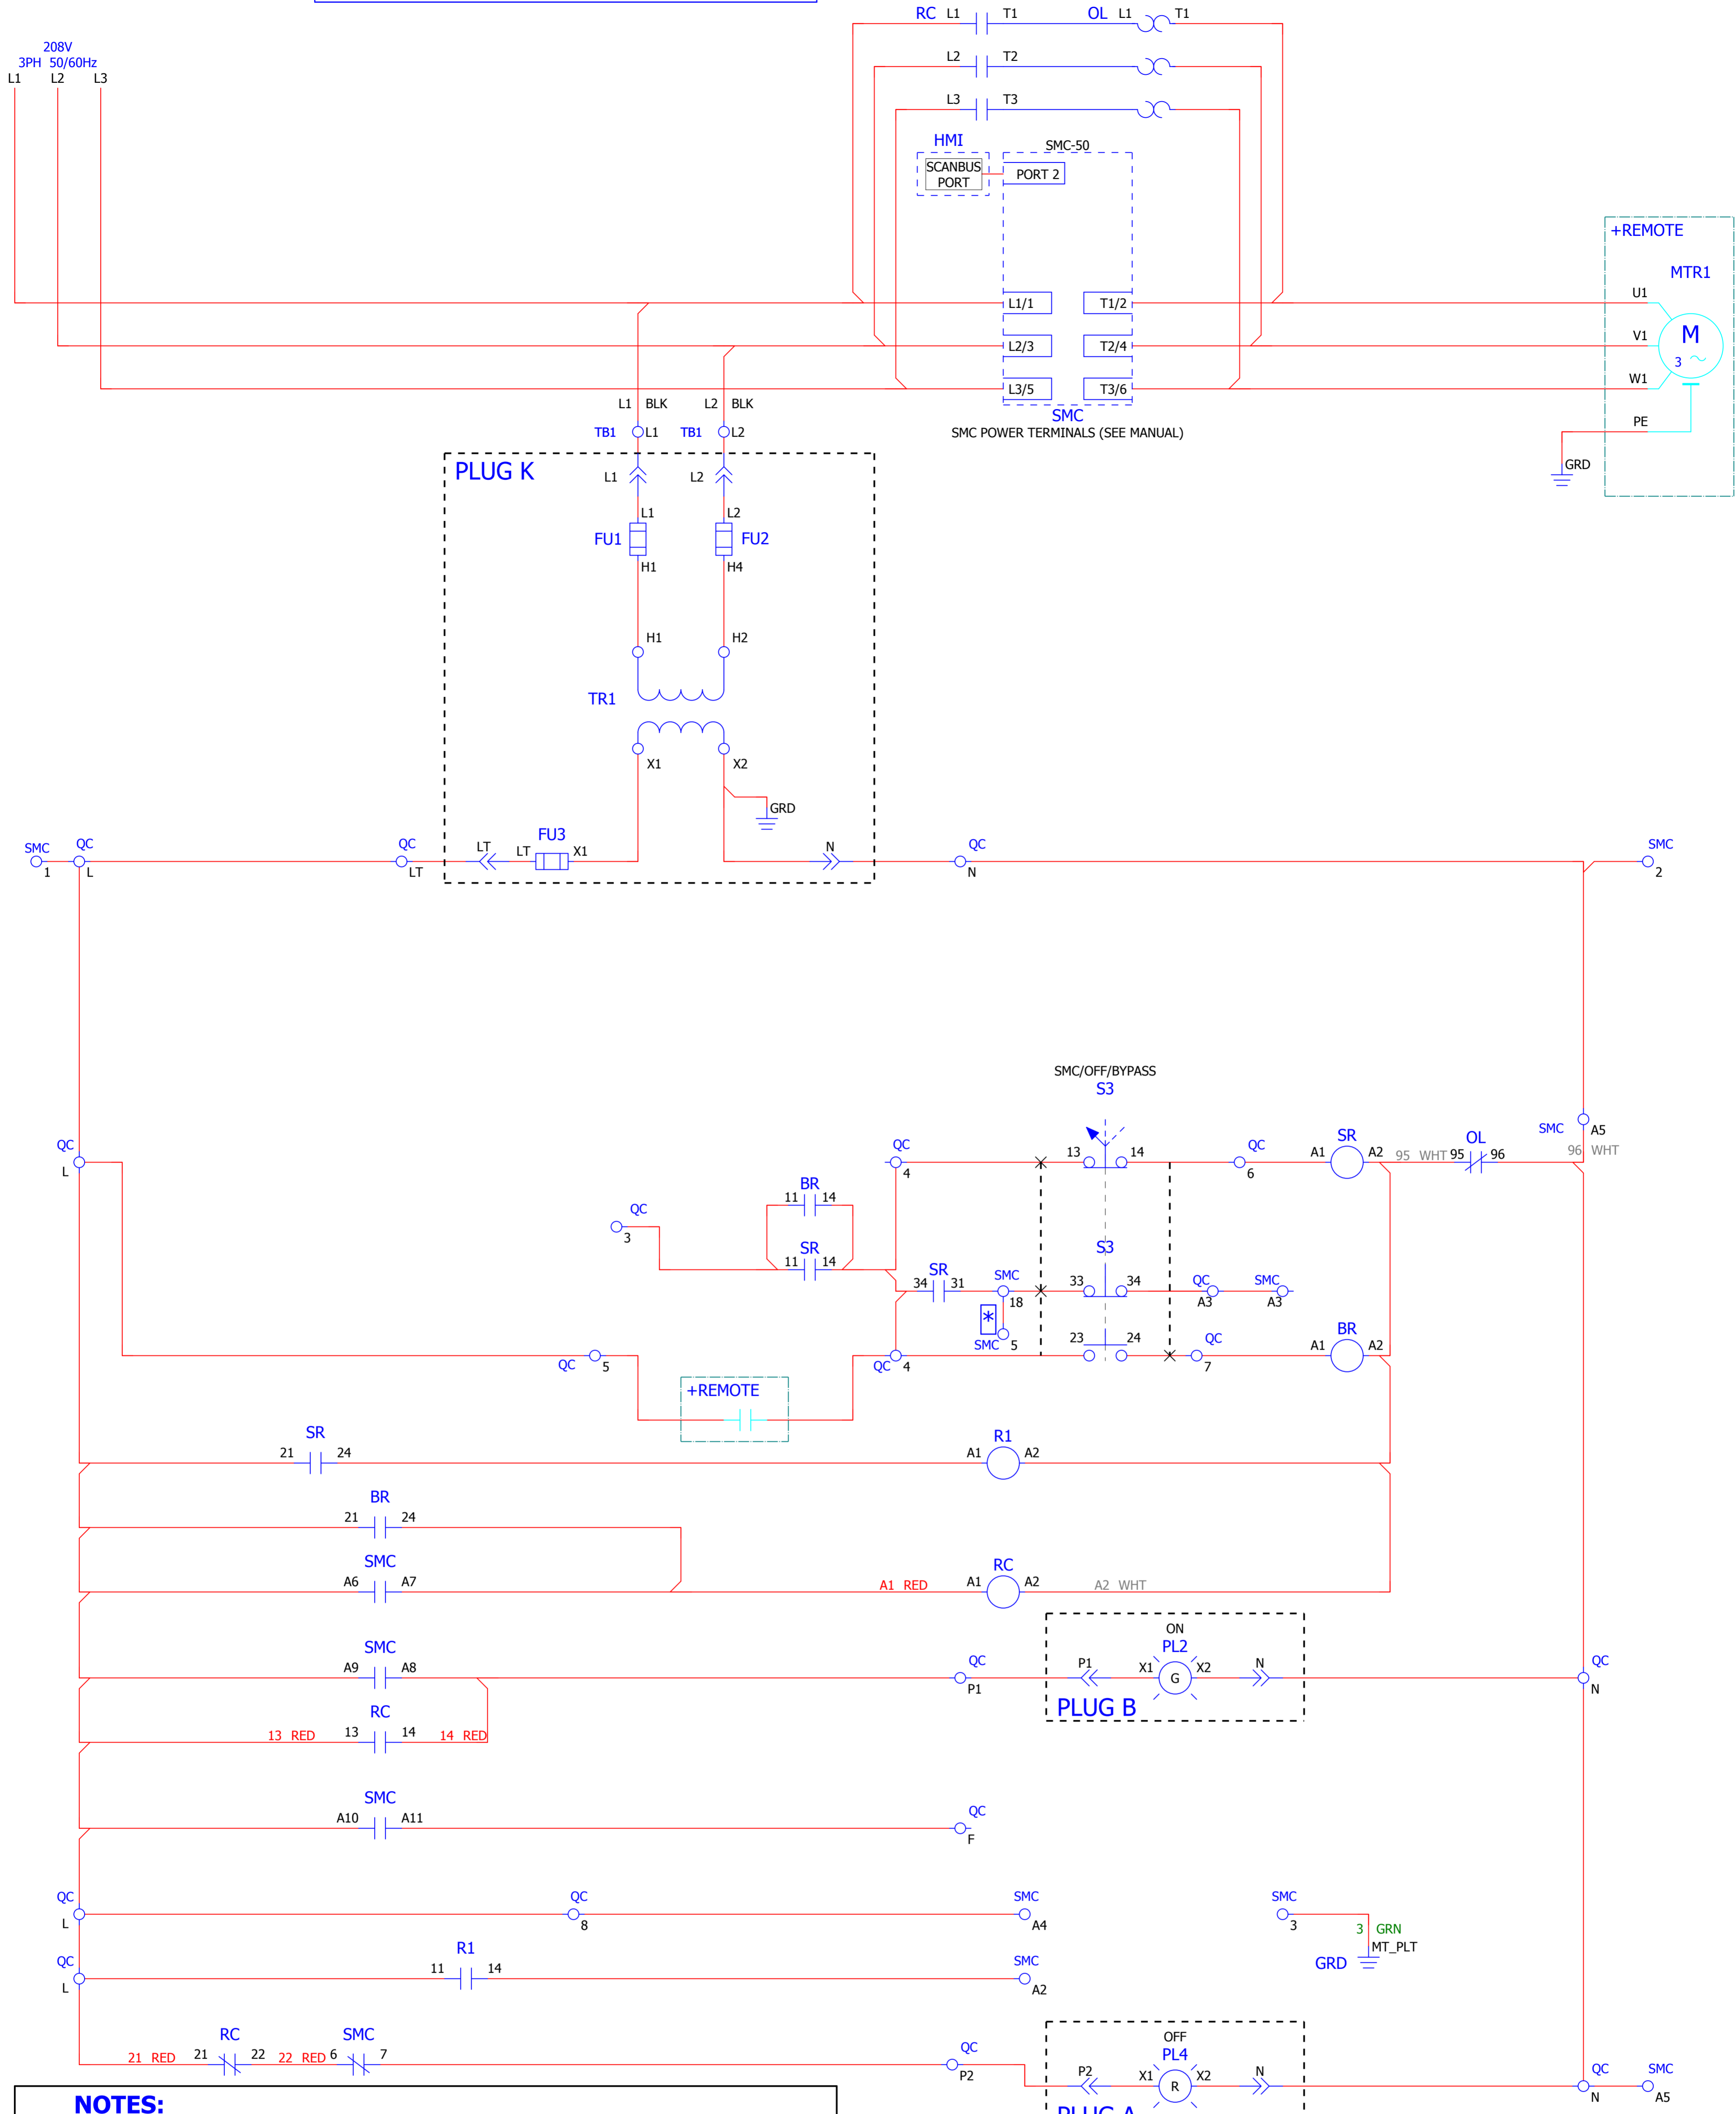 RC L1 T1 OL L1 T1
208V
3PH 50/60Hz
L1 L2 L3
L2 T2
L3 T3
HMI
SMC-50
SCANBUS
PORT
PORT 2
+REMOTE
MTR1
L1/1 T1/2 U1
L2/3 T2/4 V1
M
3
L3/5 T3/6 W1
SMC
SMC POWER TERMINALS (SEE MANUAL)
PE
GRD
L1 BLK L2 BLK
TB1 L1 TB1 L2
PLUG K
L1 L2
L1 L2
FU1 FU2
H1 H4
H1 H2
TR1
X1 X2
GRD
SMC QC QC FU3 QC SMC
LT LT X1 N
1 L LT N 2
SMC/OFF/BYPASS
S3
SMC A5
QC QC 13 14 QC SR OL
A1 A2 95 WHT 95 96 96 WHT
L 4 6
BR
11 14
QC
3
SR
11 14
S3
SR
34 31
SMC 33 34 QC SMC
18 A3 A3
*
SMC 5
23 24 QC BR
A1 A2
QC 5 QC 4 7
+REMOTE
SR R1
21 24 A1 A2
BR
21 24
SMC RC
A6 A7 A1 RED A1 A2 A2 WHT
ON
SMC PL2
A9 A8 QC P1 X1 G X2 N QC
P1 N
RC PLUG B
13 RED 13 14 14 RED
SMC
A10 A11 QC
F
QC QC SMC SMC
L 8 A4 3
3 GRN
MT_PLT
GRD
QC R1 SMC
11 14
L A2
OFF
RC SMC PL4
21 RED 21 22 22 RED 6 7 QC
P2
P2 X1 R X2 N QC SMC
N A5
NOTES:
PLUG A